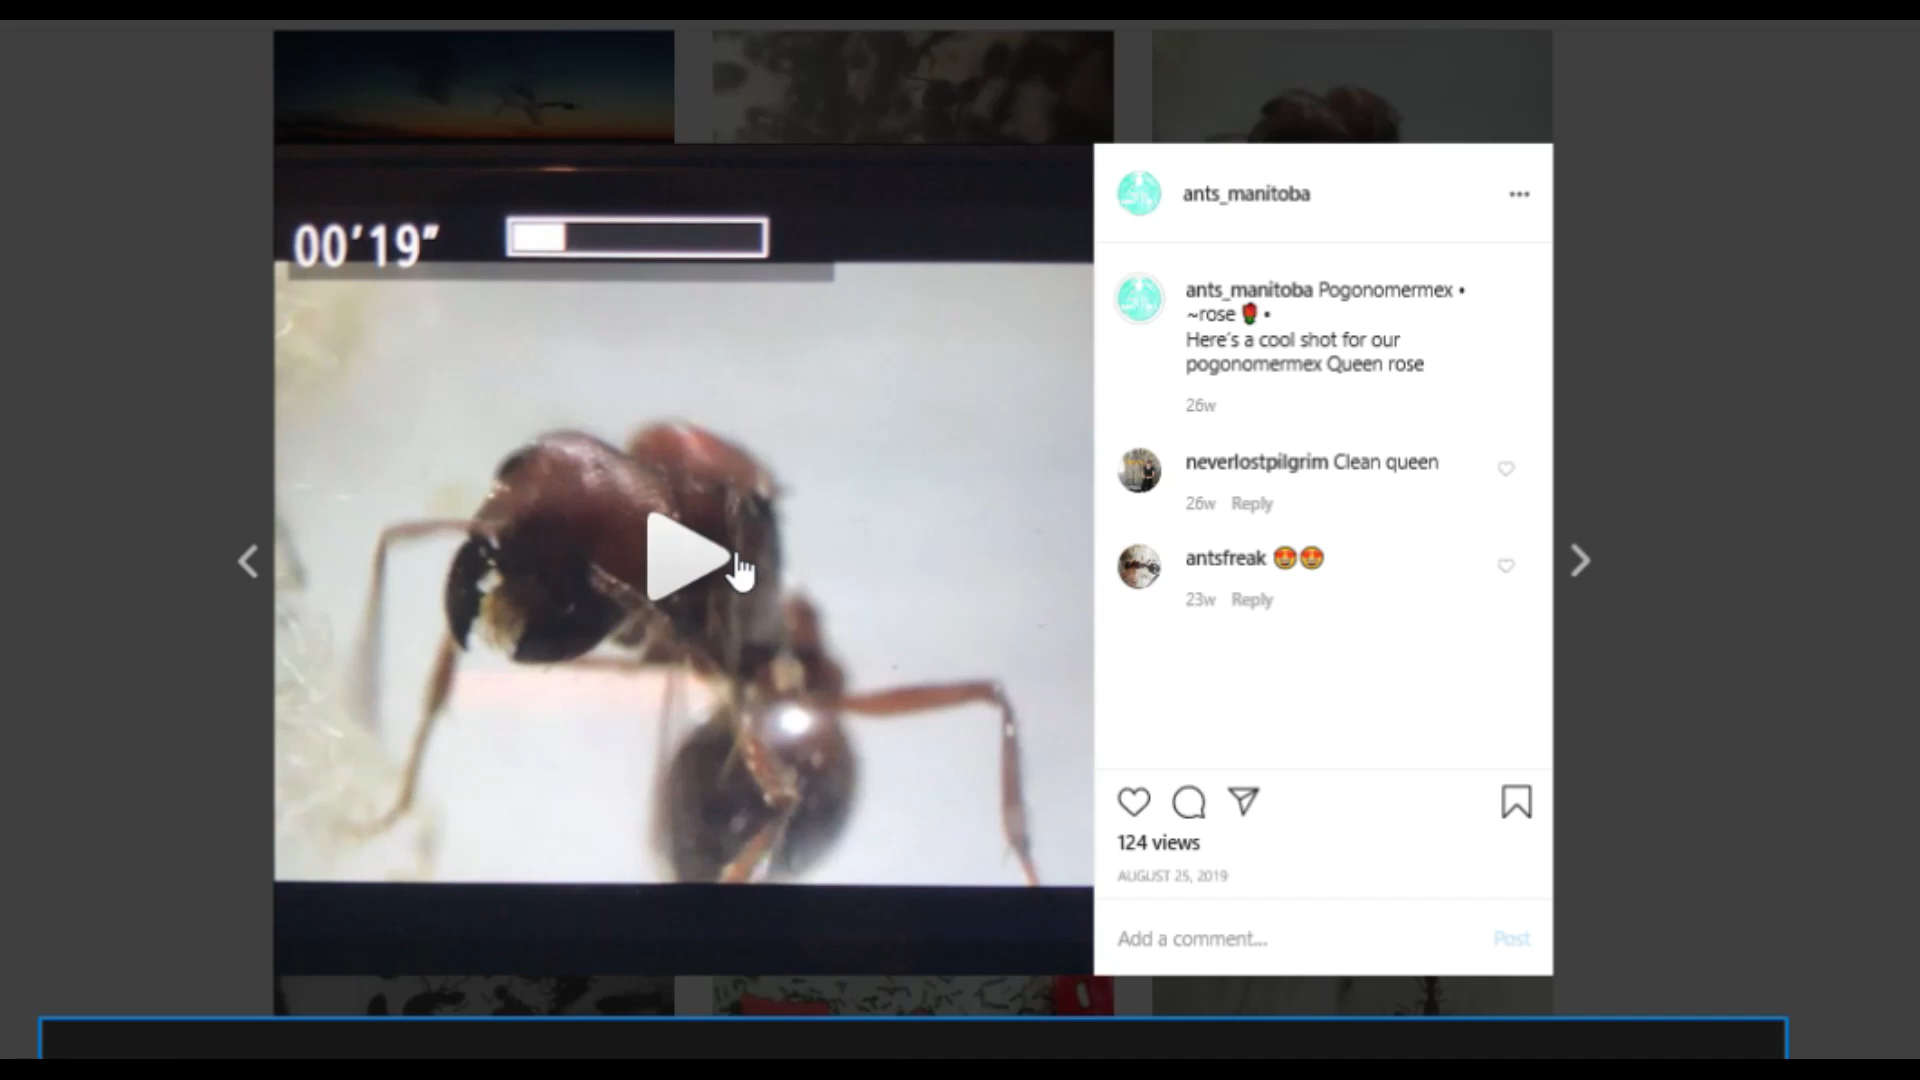 00'19"
ants_manitoba
ants_manitoba Pogonomermex •
~rose 🌹 •
Here's a cool shot for our
pogonomermex Queen rose
26w
neverlostpilgrim Clean queen
26w Reply
antsfreak 😍😍
23w Reply
124 views
AUGUST 25, 2019
Add a comment...
Post